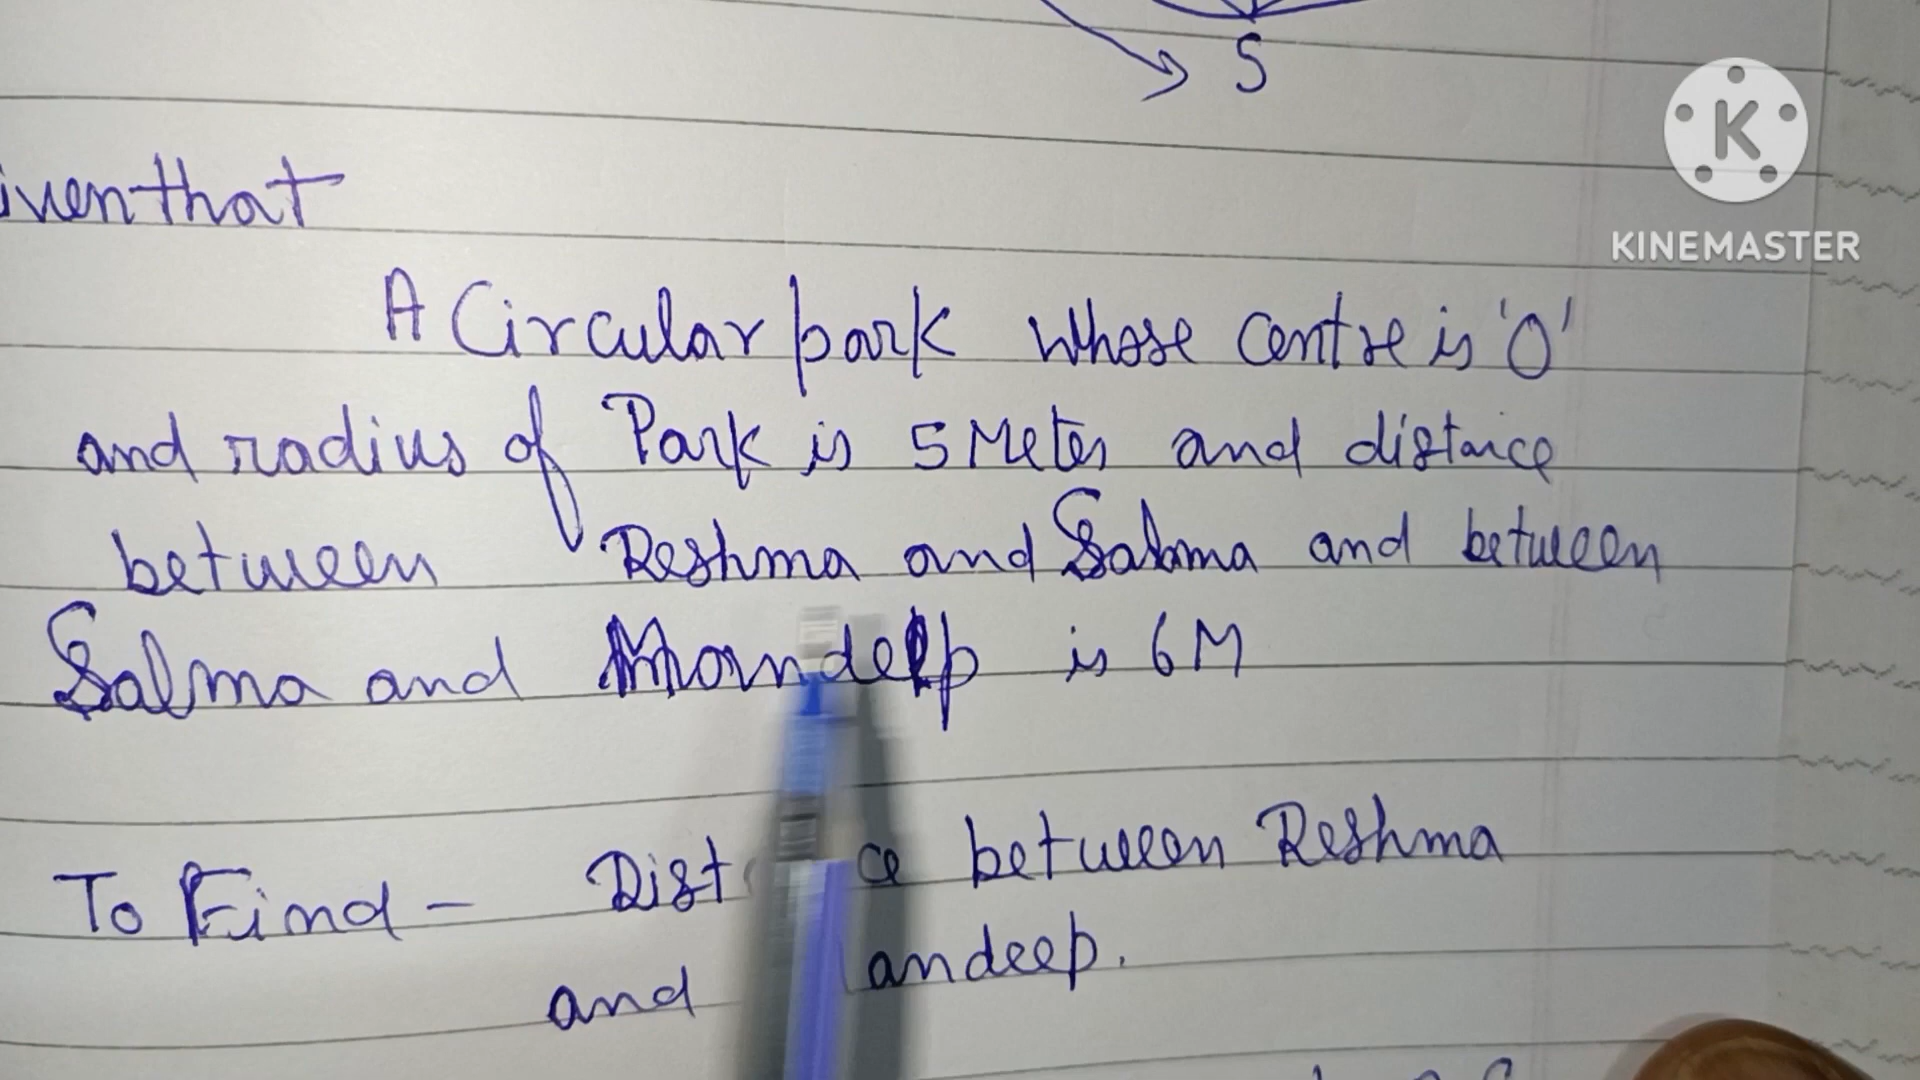 S
K
KINEMASTER
iven that
A Circular park whose centre is 'O'
and radius of Park is 5 Meter and distance
between Reshma and Salma and between
Salma and Mandeep is 6M
To Find - Dist ce between Reshma
and andeep.